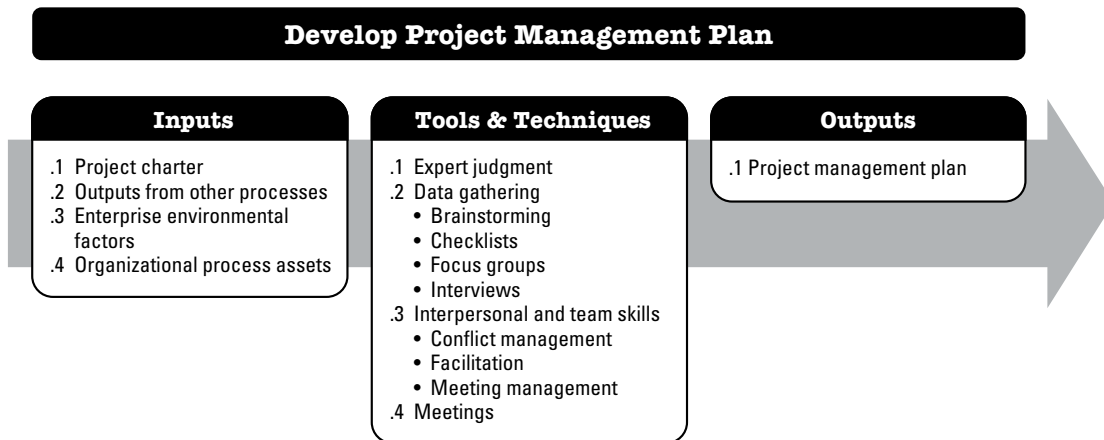 Develop Project Management Plan
Inputs
.1 Project charter
.2 Outputs from other processes
.3 Enterprise environmental
factors
.4 Organizational process assets
Tools & Techniques
.1 Expert judgment
.2 Data gathering
• Brainstorming
• Checklists
• Focus groups
• Interviews
.3 Interpersonal and team skills
• Conflict management
• Facilitation
• Meeting management
.4 Meetings
Outputs
.1 Project management plan